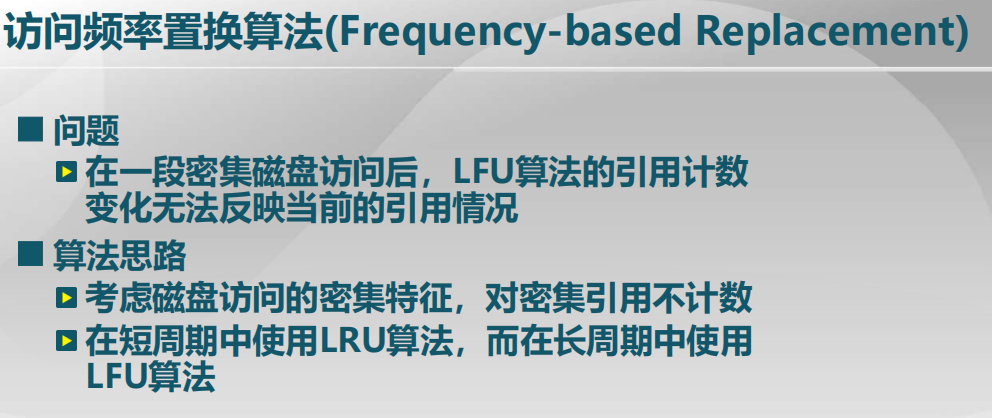 访问频率置换算法(Frequency-based Replacement)
问题
在一段密集磁盘访问后，LFU算法的引用计数
变化无法反映当前的引用情况
算法思路
考虑磁盘访问的密集特征，对密集引用不计数
在短周期中使用LRU算法，而在长周期中使用
LFU算法